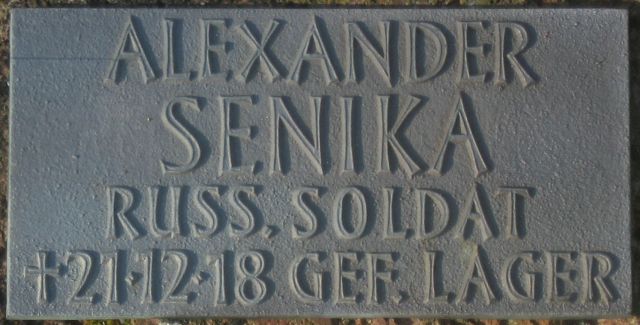 ALEXANDER
SENIKA
RUSS. SOLDAT
✝21·12·18 GEF. LAGER